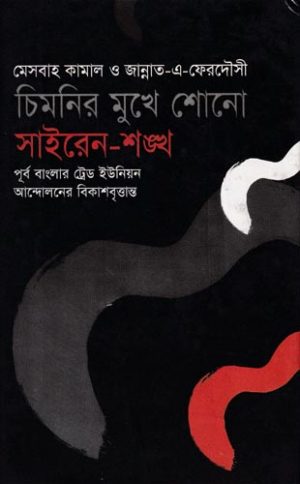 মেসবাহ কামাল ও জান্নাত-এ-ফেরদৌসী
চিমনির মুখে শোনো
সাইরেন-শঙ্খ
পূর্ব বাংলার ট্রেড ইউনিয়ন
আন্দোলনের বিকাশবৃত্তান্ত